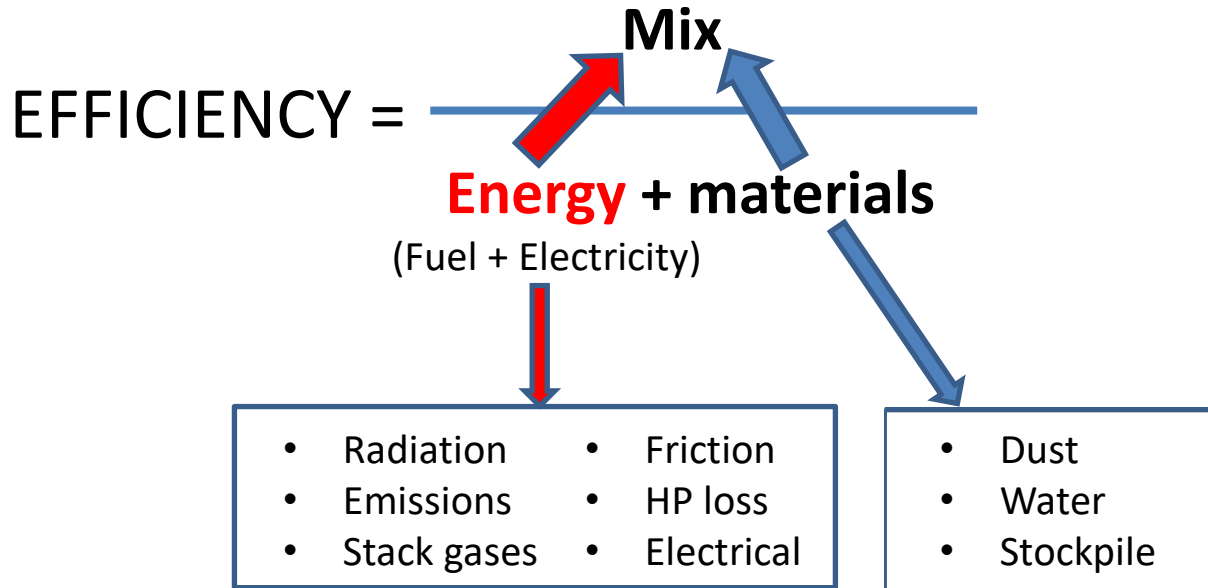 Mix
EFFICIENCY =
Energy + materials
(Fuel + Electricity)
• Radiation
• Emissions
• Stack gases
• Friction
• HP loss
• Electrical
• Dust
• Water
• Stockpile